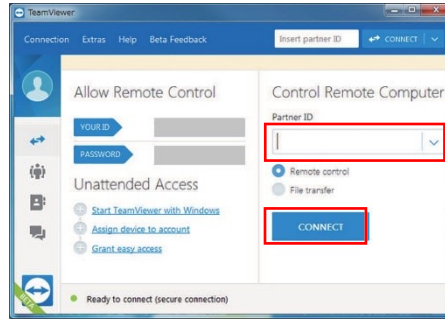 TeamViewer
Connection Extras Help Beta Feedback Insert partner ID CONNECT
Allow Remote Control
YOUR ID
PASSWORD
Unattended Access
Start TeamViewer with Windows
Assign device to account
Grant easy access
Control Remote Computer
Partner ID
Remote control
File transfer
CONNECT
BETA
Ready to connect (secure connection)